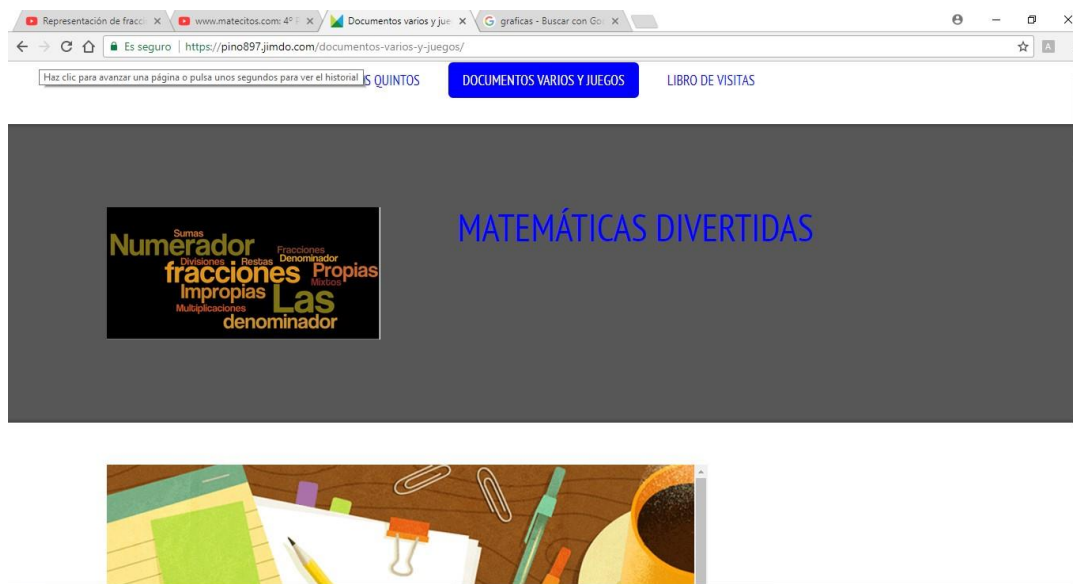 Representación de fracci
www.matecitos.com: 4º
Documentos varios y jue
graficas - Buscar con Go
Es seguro | https://pino897.jimdo.com/documentos-varios-y-juegos/
A
Haz clic para avanzar una página o pulsa unos segundos para ver el historial
S QUINTOS
DOCUMENTOS VARIOS Y JUEGOS
LIBRO DE VISITAS
MATEMÁTICAS DIVERTIDAS
Sumas
Numerador
Fracciones
Divisiones
Restas
Denominador
fracciones
Propias
Mixtos
Impropias
Las
Multiplicaciones
denominador